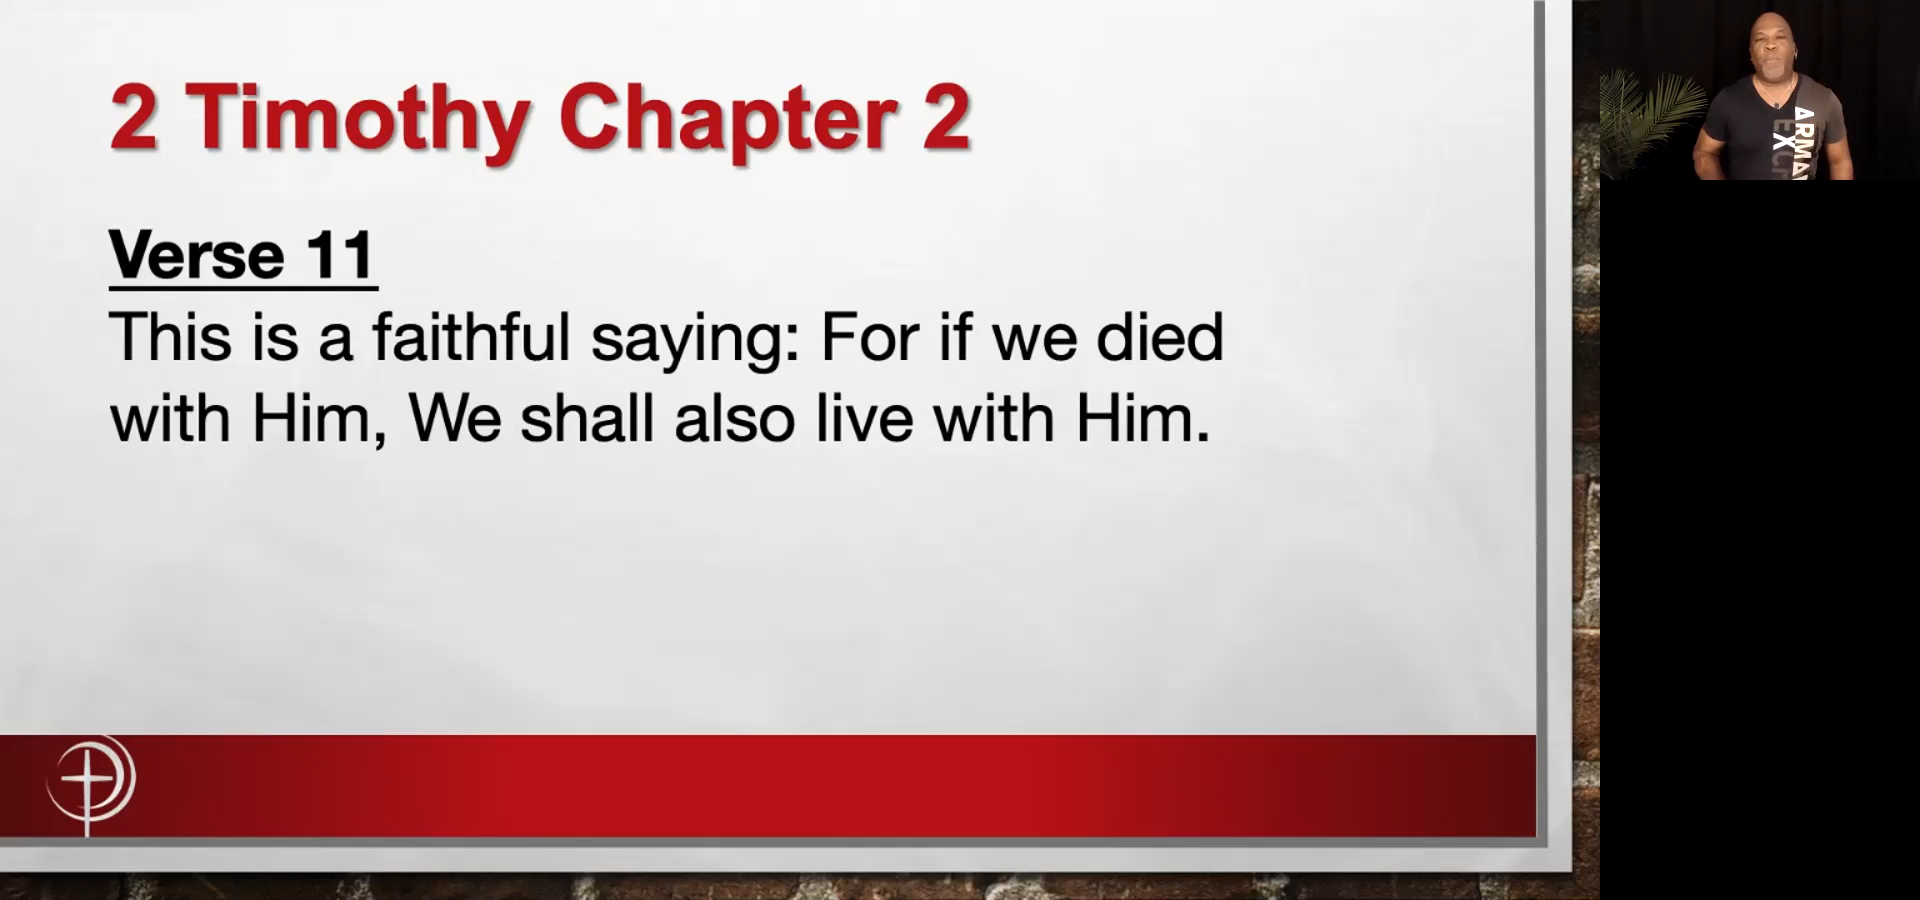 2 Timothy Chapter 2
Verse 11
This is a faithful saying: For if we died
with Him, We shall also live with Him.